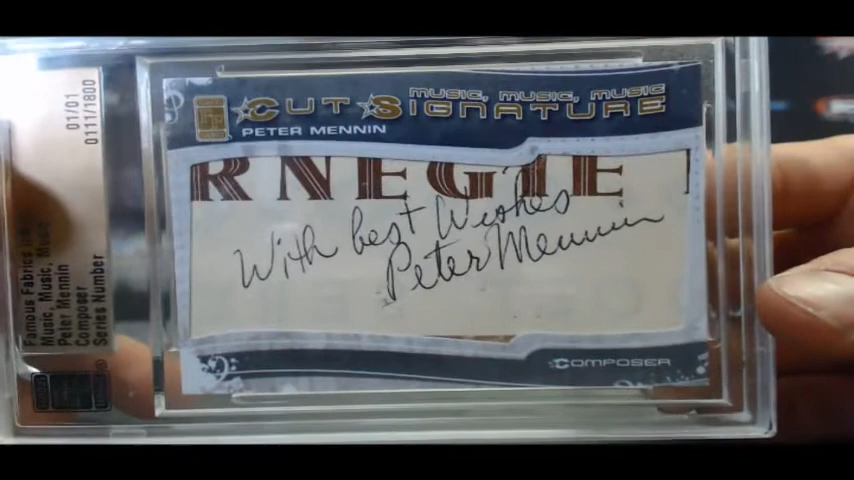 MUSIC, MUSIC, MUSIC
CUT SIGNATURE
PETER MENNIN
RNEGIE
With best Wishes
Peter Mennin
COMPOSER
01/01
0111/1800
Famous Fabrics
Music, Music, Music
Peter Mennin
Composer
Series Number